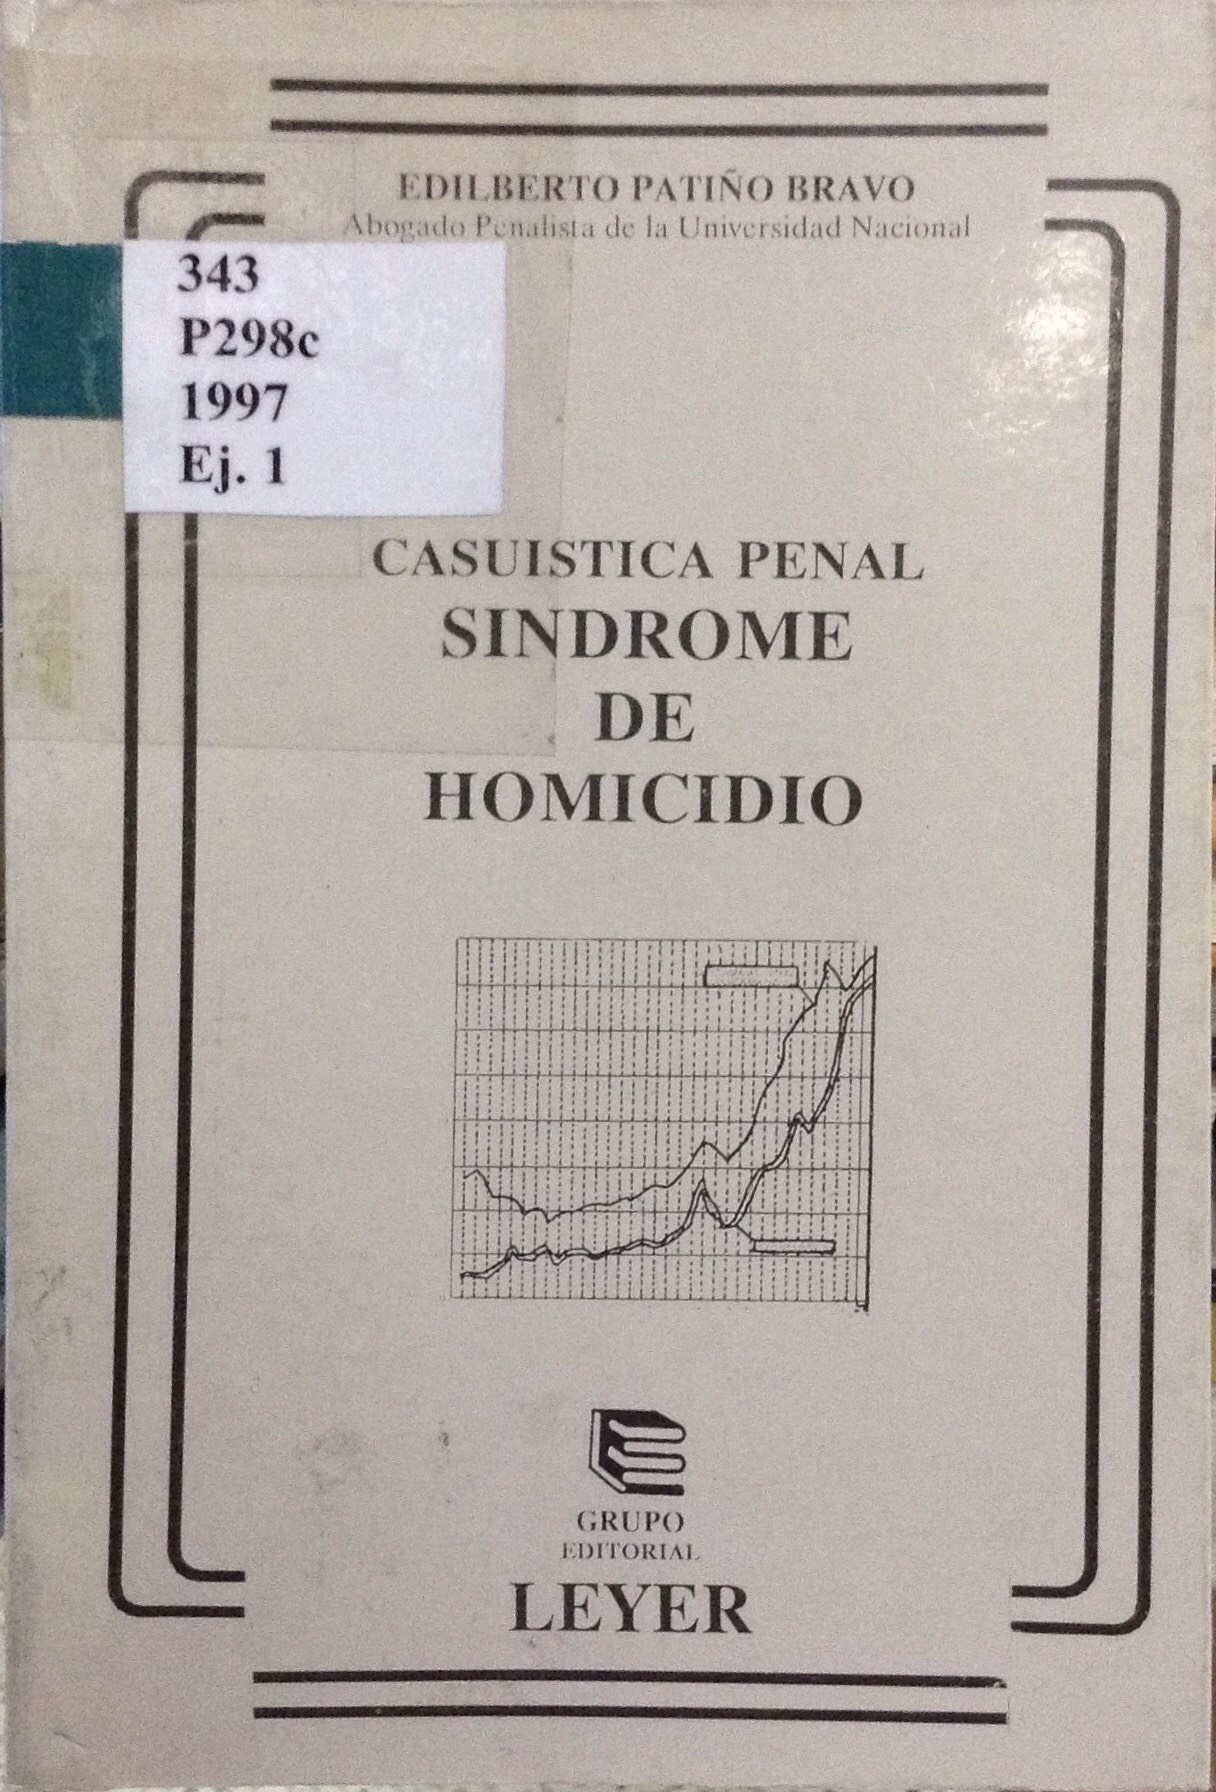 EDILBERTO PATIÑO BRAVO
Abogado Penalista de la Universidad Nacional
343
P298c
1997
Ej. 1
CASUISTICA PENAL
SINDROME
DE
HOMICIDIO
GRUPO
EDITORIAL
LEYER